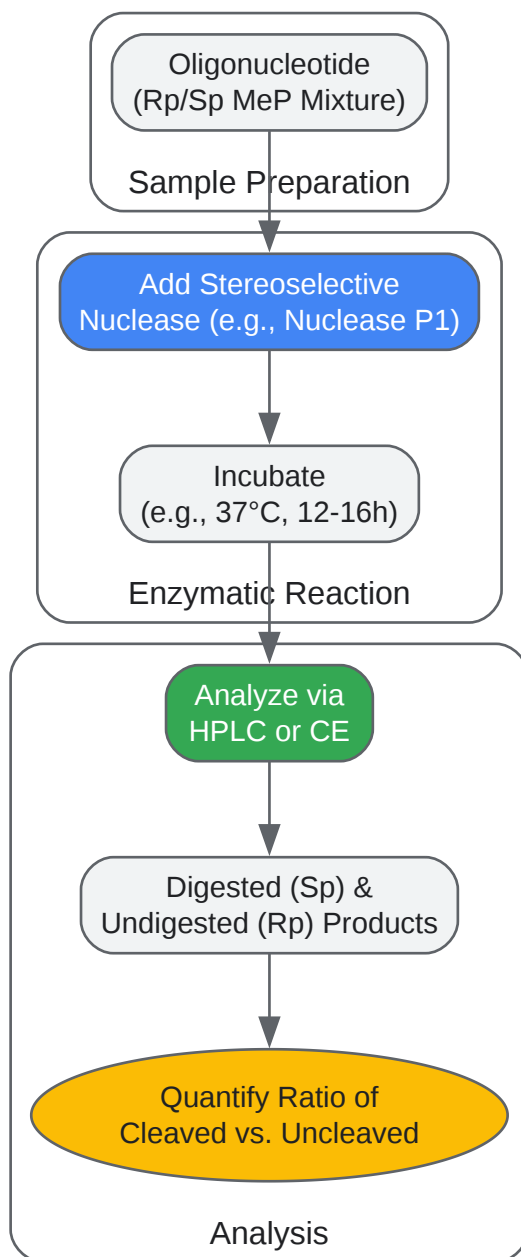 Oligonucleotide
(Rp/Sp MeP Mixture)
Sample Preparation
Add Stereoselective
Nuclease (e.g., Nuclease P1)
Incubate
(e.g., 37°C, 12-16h)
Enzymatic Reaction
Analyze via
HPLC or CE
Digested (Sp) &
Undigested (Rp) Products
Quantify Ratio of
Cleaved vs. Uncleaved
Analysis